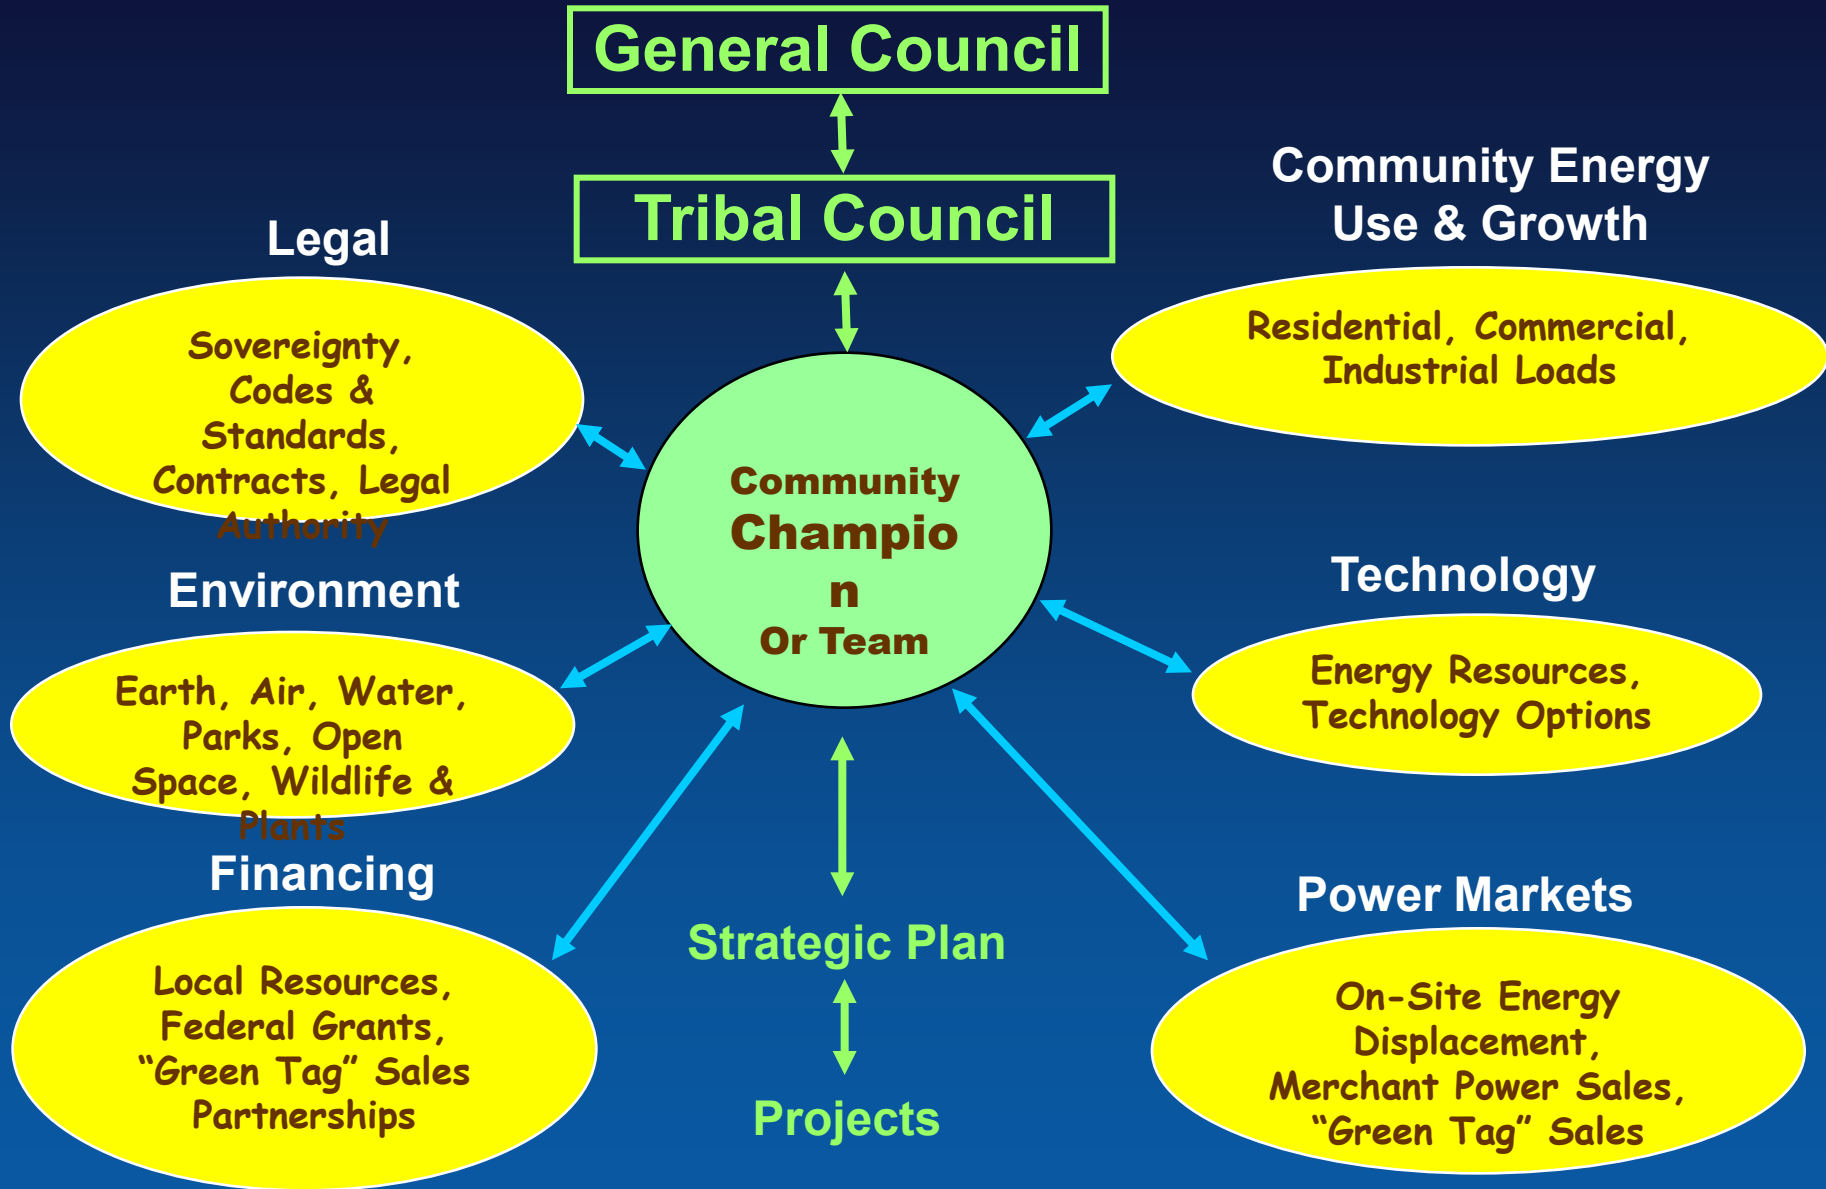 General Council
Tribal Council
Legal
Sovereignty,
Codes &
Standards,
Contracts, Legal
Authority
Environment
Earth, Air, Water,
Parks, Open
Space, Wildlife &
Plants
Financing
Local Resources,
Federal Grants,
“Green Tag” Sales
Partnerships
Community
Champio
n
Or Team
Strategic Plan
Projects
Community Energy
Use & Growth
Residential, Commercial,
Industrial Loads
Technology
Energy Resources,
Technology Options
Power Markets
On-Site Energy
Displacement,
Merchant Power Sales,
“Green Tag” Sales